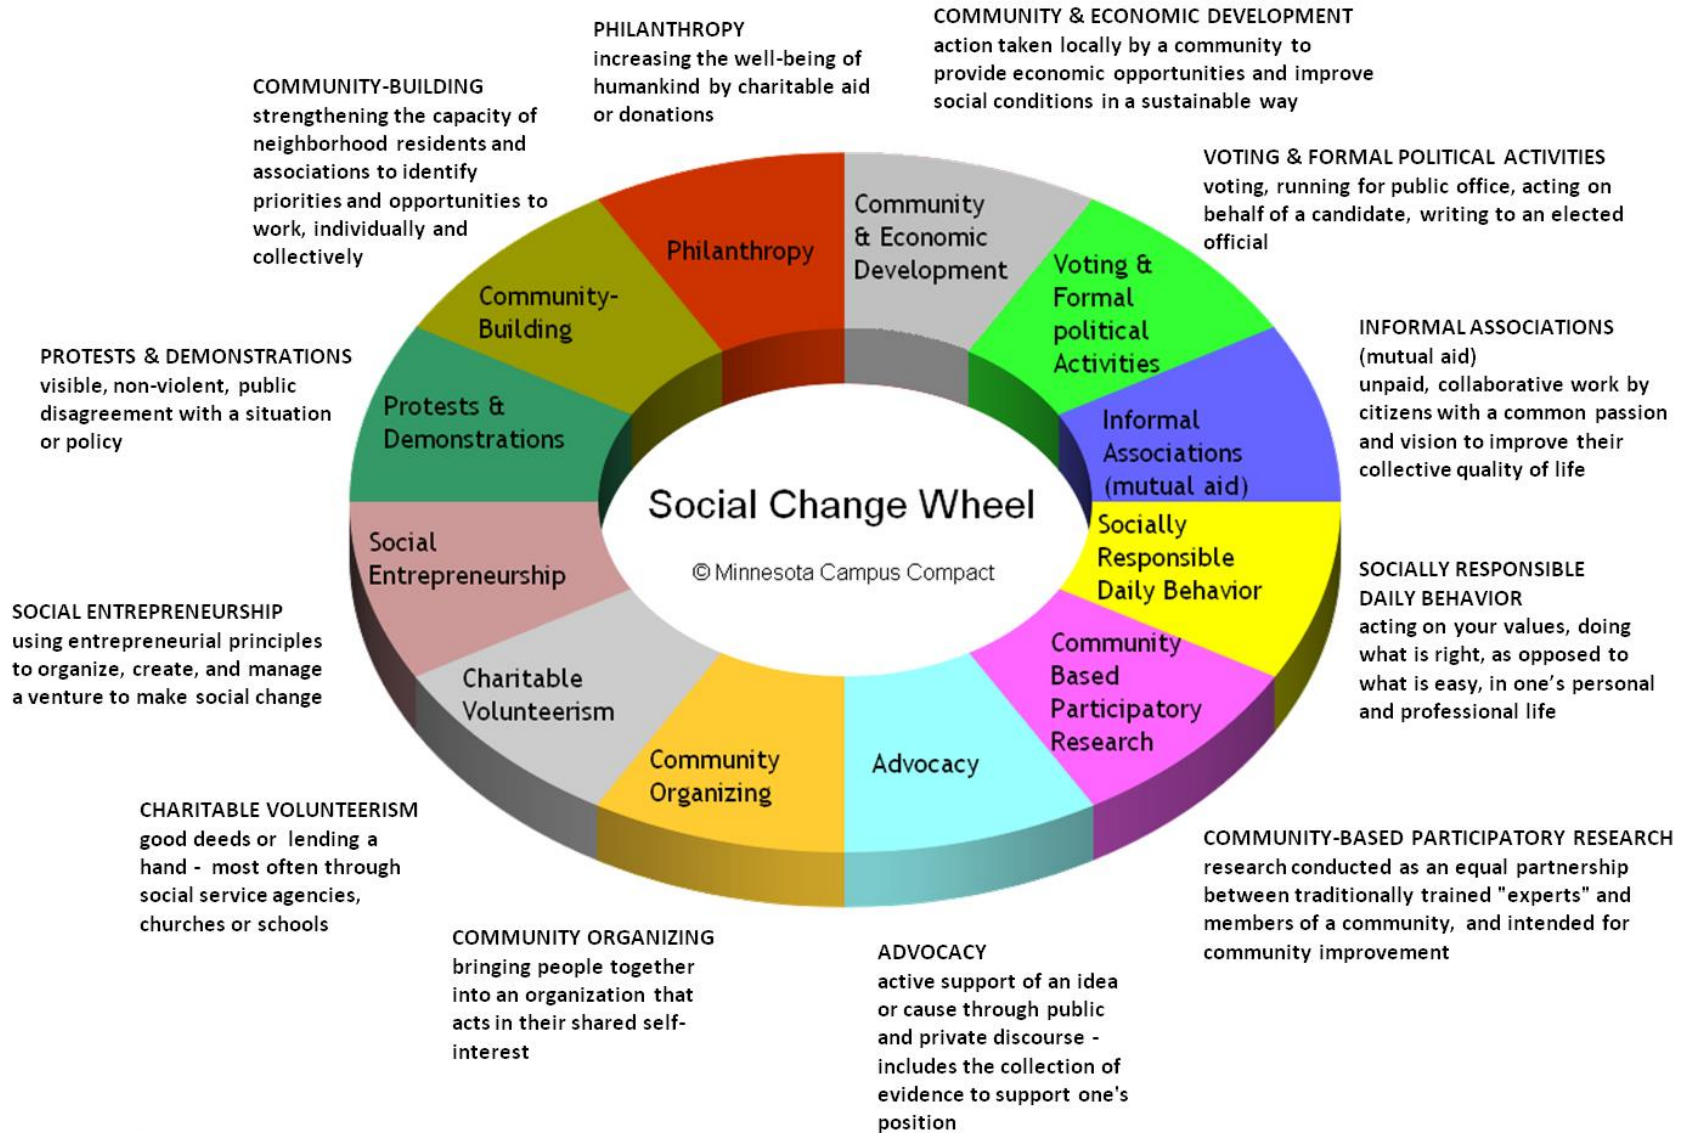 PHILANTHROPY
increasing the well-being of
humankind by charitable aid
or donations
COMMUNITY & ECONOMIC DEVELOPMENT
action taken locally by a community to
provide economic opportunities and improve
social conditions in a sustainable way
COMMUNITY-BUILDING
strengthening the capacity of
neighborhood residents and
associations to identify
priorities and opportunities to
work, individually and
collectively
VOTING & FORMAL POLITICAL ACTIVITIES
voting, running for public office, acting on
behalf of a candidate, writing to an elected
official
PROTESTS & DEMONSTRATIONS
visible, non-violent, public
disagreement with a situation
or policy
INFORMAL ASSOCIATIONS
(mutual aid)
unpaid, collaborative work by
citizens with a common passion
and vision to improve their
collective quality of life
Philanthropy
Community
& Economic
Development
Voting &
Formal
political
Activities
Informal
Associations
(mutual aid)
Socially
Responsible
Daily Behavior
Community
Based
Participatory
Research
Advocacy
Community
Organizing
Charitable
Volunteerism
Social
Entrepreneurship
Protests &
Demonstrations
Community-
Building
Social Change Wheel
© Minnesota Campus Compact
SOCIAL ENTREPRENEURSHIP
using entrepreneurial principles
to organize, create, and manage
a venture to make social change
SOCIALLY RESPONSIBLE
DAILY BEHAVIOR
acting on your values, doing
what is right, as opposed to
what is easy, in one's personal
and professional life
CHARITABLE VOLUNTEERISM
good deeds or lending a
hand - most often through
social service agencies,
churches or schools
COMMUNITY-BASED PARTICIPATORY RESEARCH
research conducted as an equal partnership
between traditionally trained "experts" and
members of a community, and intended for
community improvement
COMMUNITY ORGANIZING
bringing people together
into an organization that
acts in their shared self-
interest
ADVOCACY
active support of an idea
or cause through public
and private discourse -
includes the collection of
evidence to support one's
position